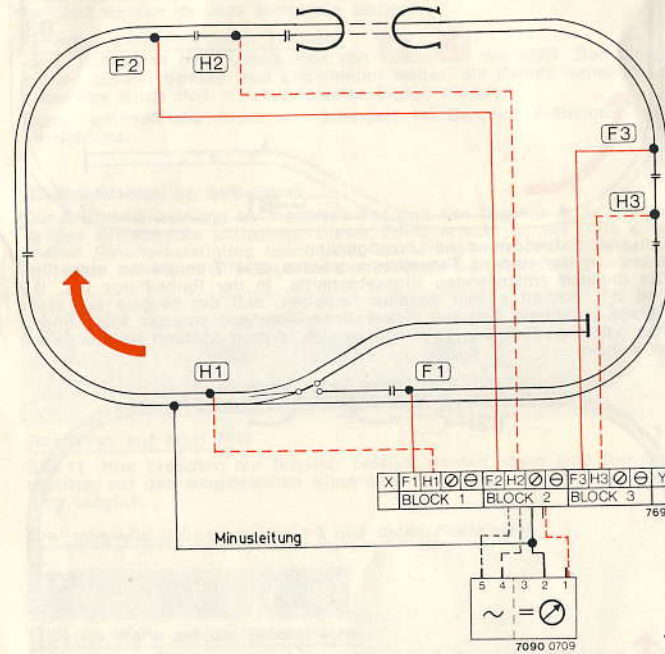 F2
H2
F3
H3
H1
F1
X F1 H1 F2 H2 F3 H3 Y
BLOCK 1 BLOCK 2 BLOCK 3
769
Minusleitung
5 4 3 2 1
~ =
7090 0709